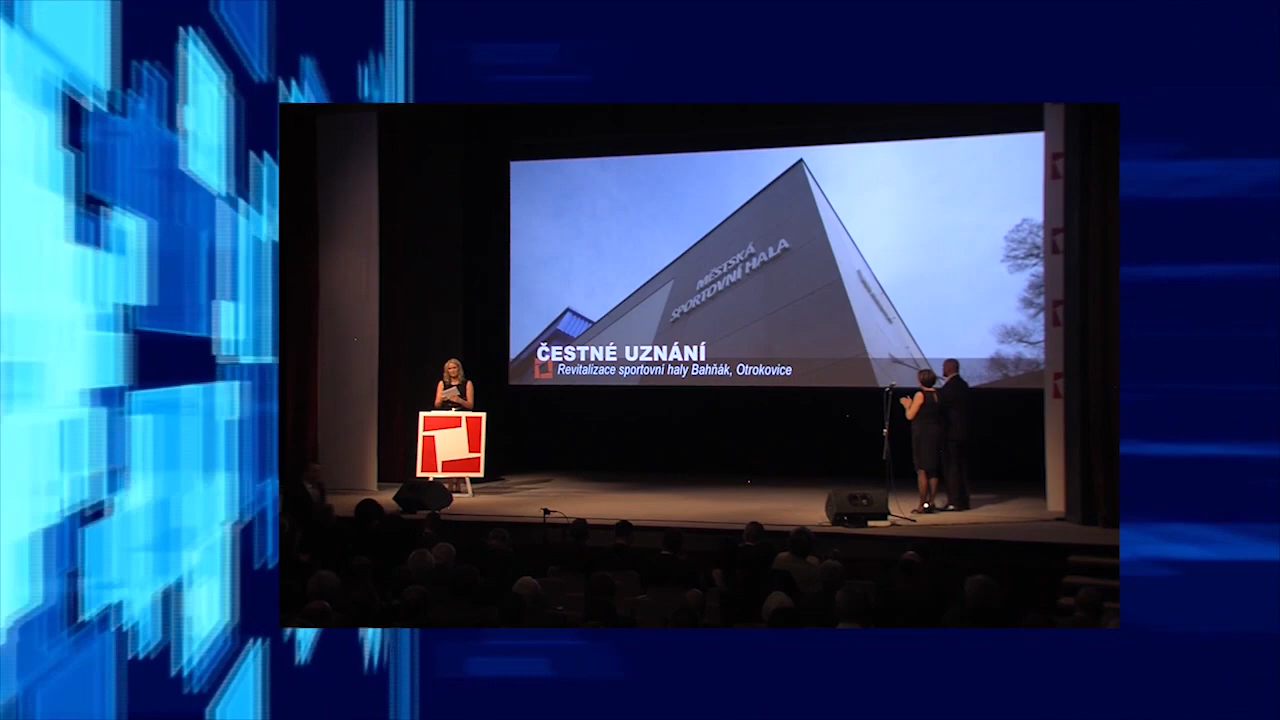 MĚSTSKÁ
SPORTOVNÍ HALA
ČESTNÉ UZNÁNÍ
Revitalizace sportovní haly Bahňák, Otrokovice